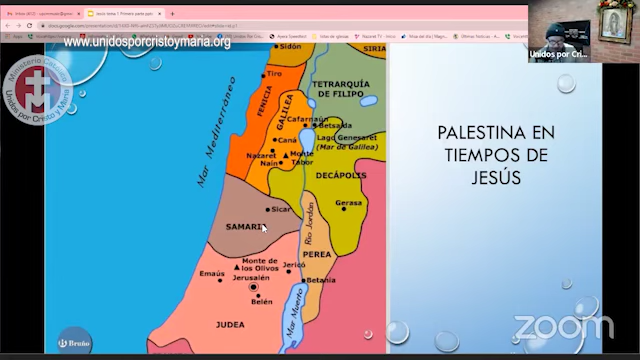 www.unidosporcristoymaria.org
Ministerio Católico
Unidos por Cristo y María
Unidos por Cri...
PALESTINA EN
TIEMPOS DE
JESÚS
Sidón
SIRIA
Tiro
FENICIA
TETRARQUÍA
DE FILIPO
Mar Mediterráneo
GALILEA
Cafarnaún
Betsaida
Lago Genesaret
(Mar de Galilea)
Caná
Nazaret
Monte
Tabor
Naín
DECÁPOLIS
Gerasa
Sicar
SAMARI
Río Jordán
PEREA
Monte de
los Olivos
Jericó
Emaús
Jerusalén
Betania
Belén
Mar Muerto
JUDEA
Bruño
zoom